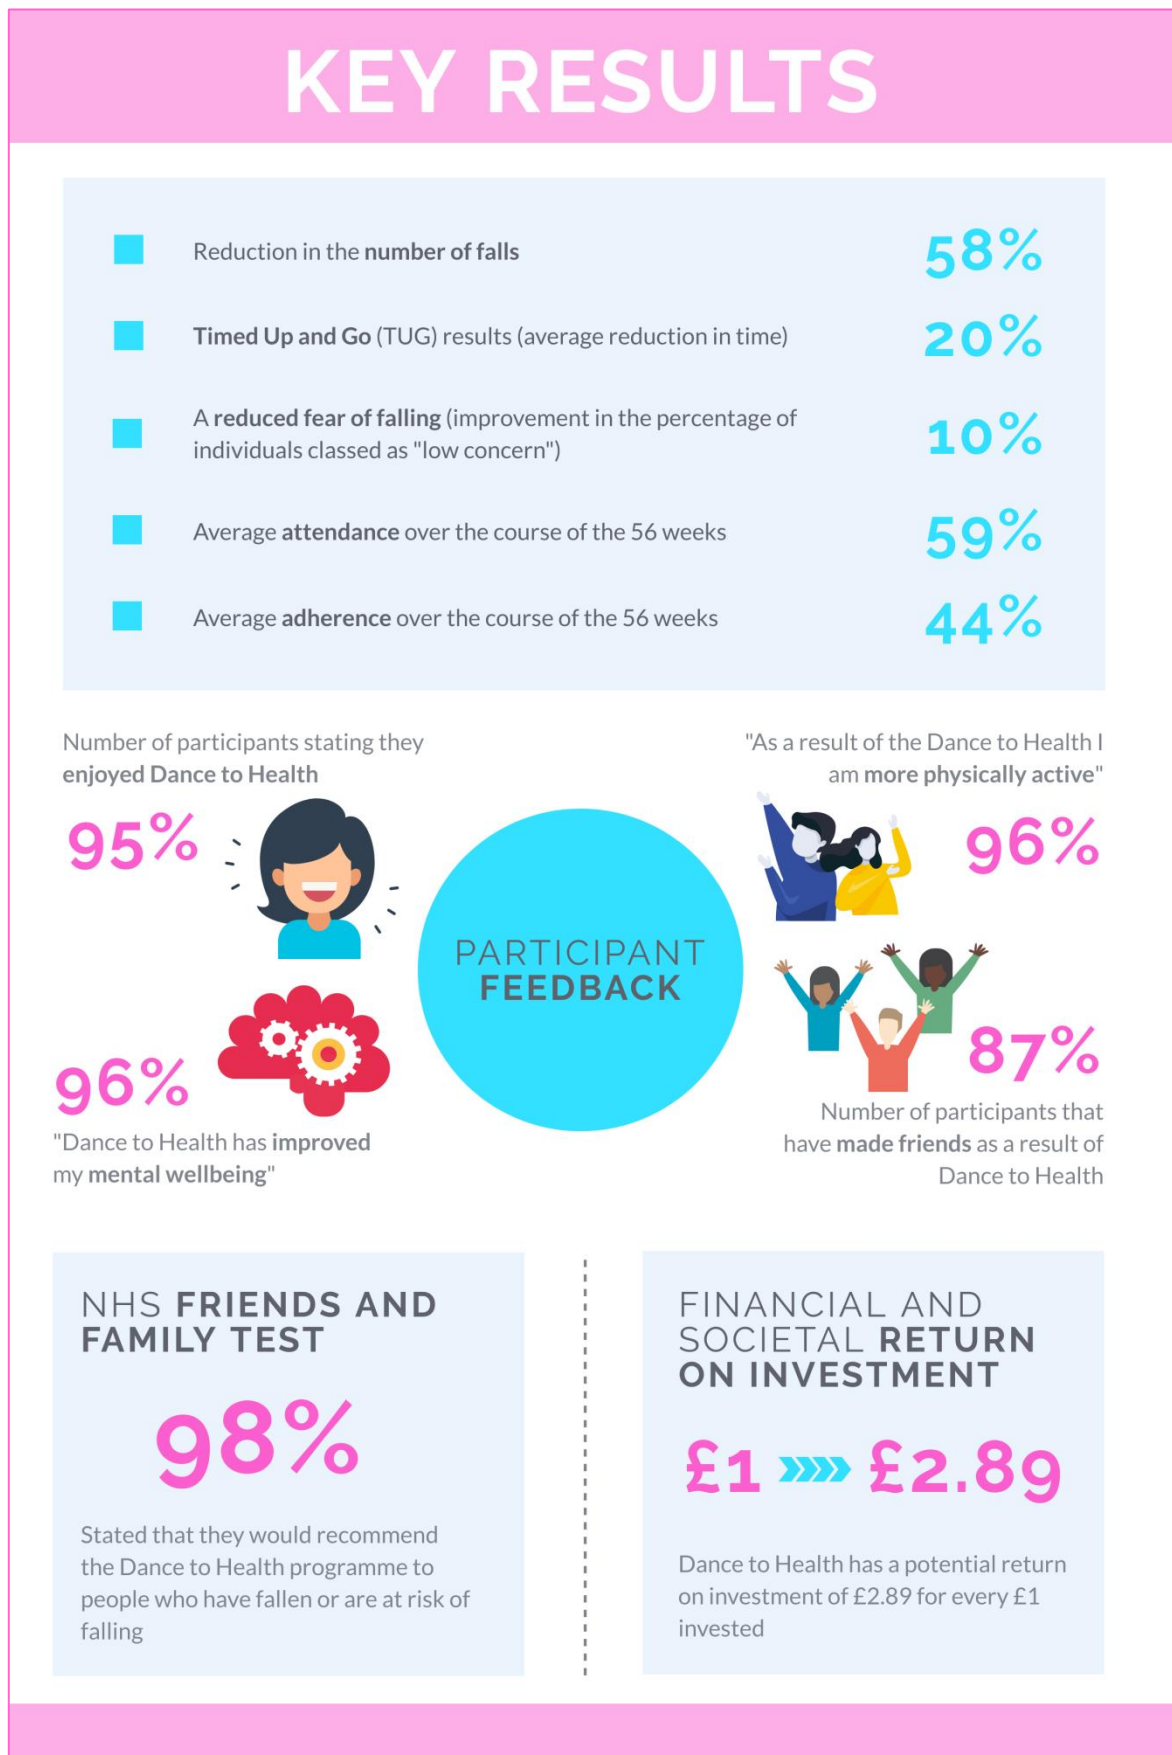 KEY RESULTS
Reduction in the number of falls 58%
Timed Up and Go (TUG) results (average reduction in time) 20%
A reduced fear of falling (improvement in the percentage of
individuals classed as "low concern") 10%
Average attendance over the course of the 56 weeks 59%
Average adherence over the course of the 56 weeks 44%
Number of participants stating they
enjoyed Dance to Health
95%
"As a result of the Dance to Health I
am more physically active"
96%
PARTICIPANT
FEEDBACK
96%
"Dance to Health has improved
my mental wellbeing"
87%
Number of participants that
have made friends as a result of
Dance to Health
NHS FRIENDS AND
FAMILY TEST
98%
Stated that they would recommend
the Dance to Health programme to
people who have fallen or are at risk of
falling
FINANCIAL AND
SOCIETAL RETURN
ON INVESTMENT
£1 £2.89
Dance to Health has a potential return
on investment of £2.89 for every £1
invested